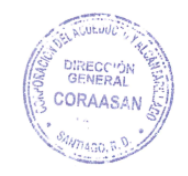 CORPORACIÓN DEL ACUEDUCTO Y ALCANTARILLADO
DIRECCIÓN
GENERAL
CORAASAN
SANTIAGO, R. D.